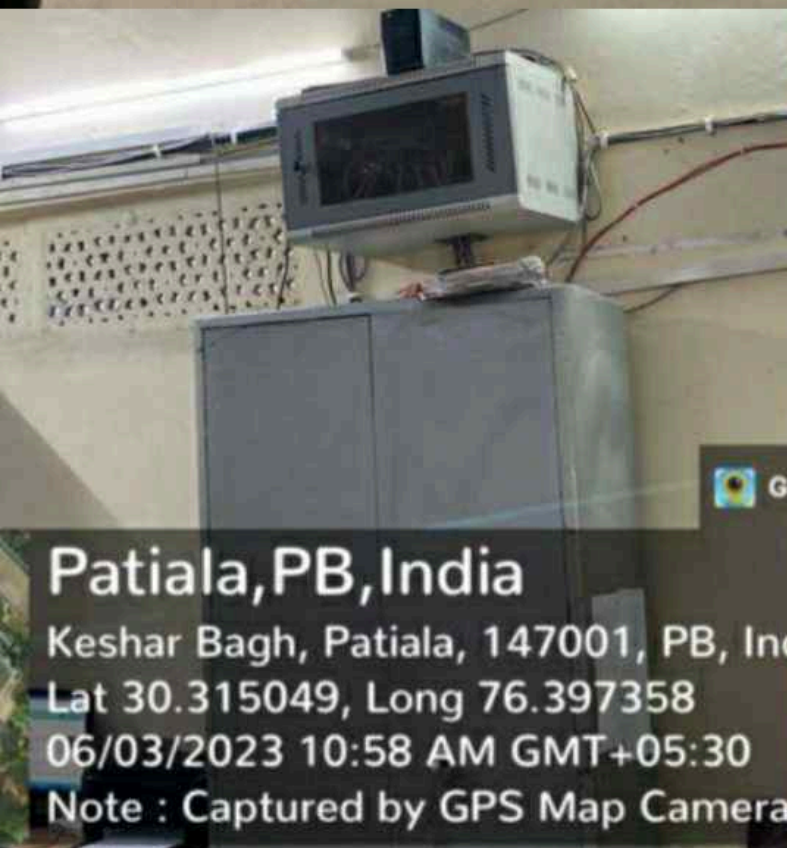 G
Patiala,PB,India
Keshar Bagh, Patiala, 147001, PB, In
Lat 30.315049, Long 76.397358
06/03/2023 10:58 AM GMT+05:30
Note : Captured by GPS Map Camera